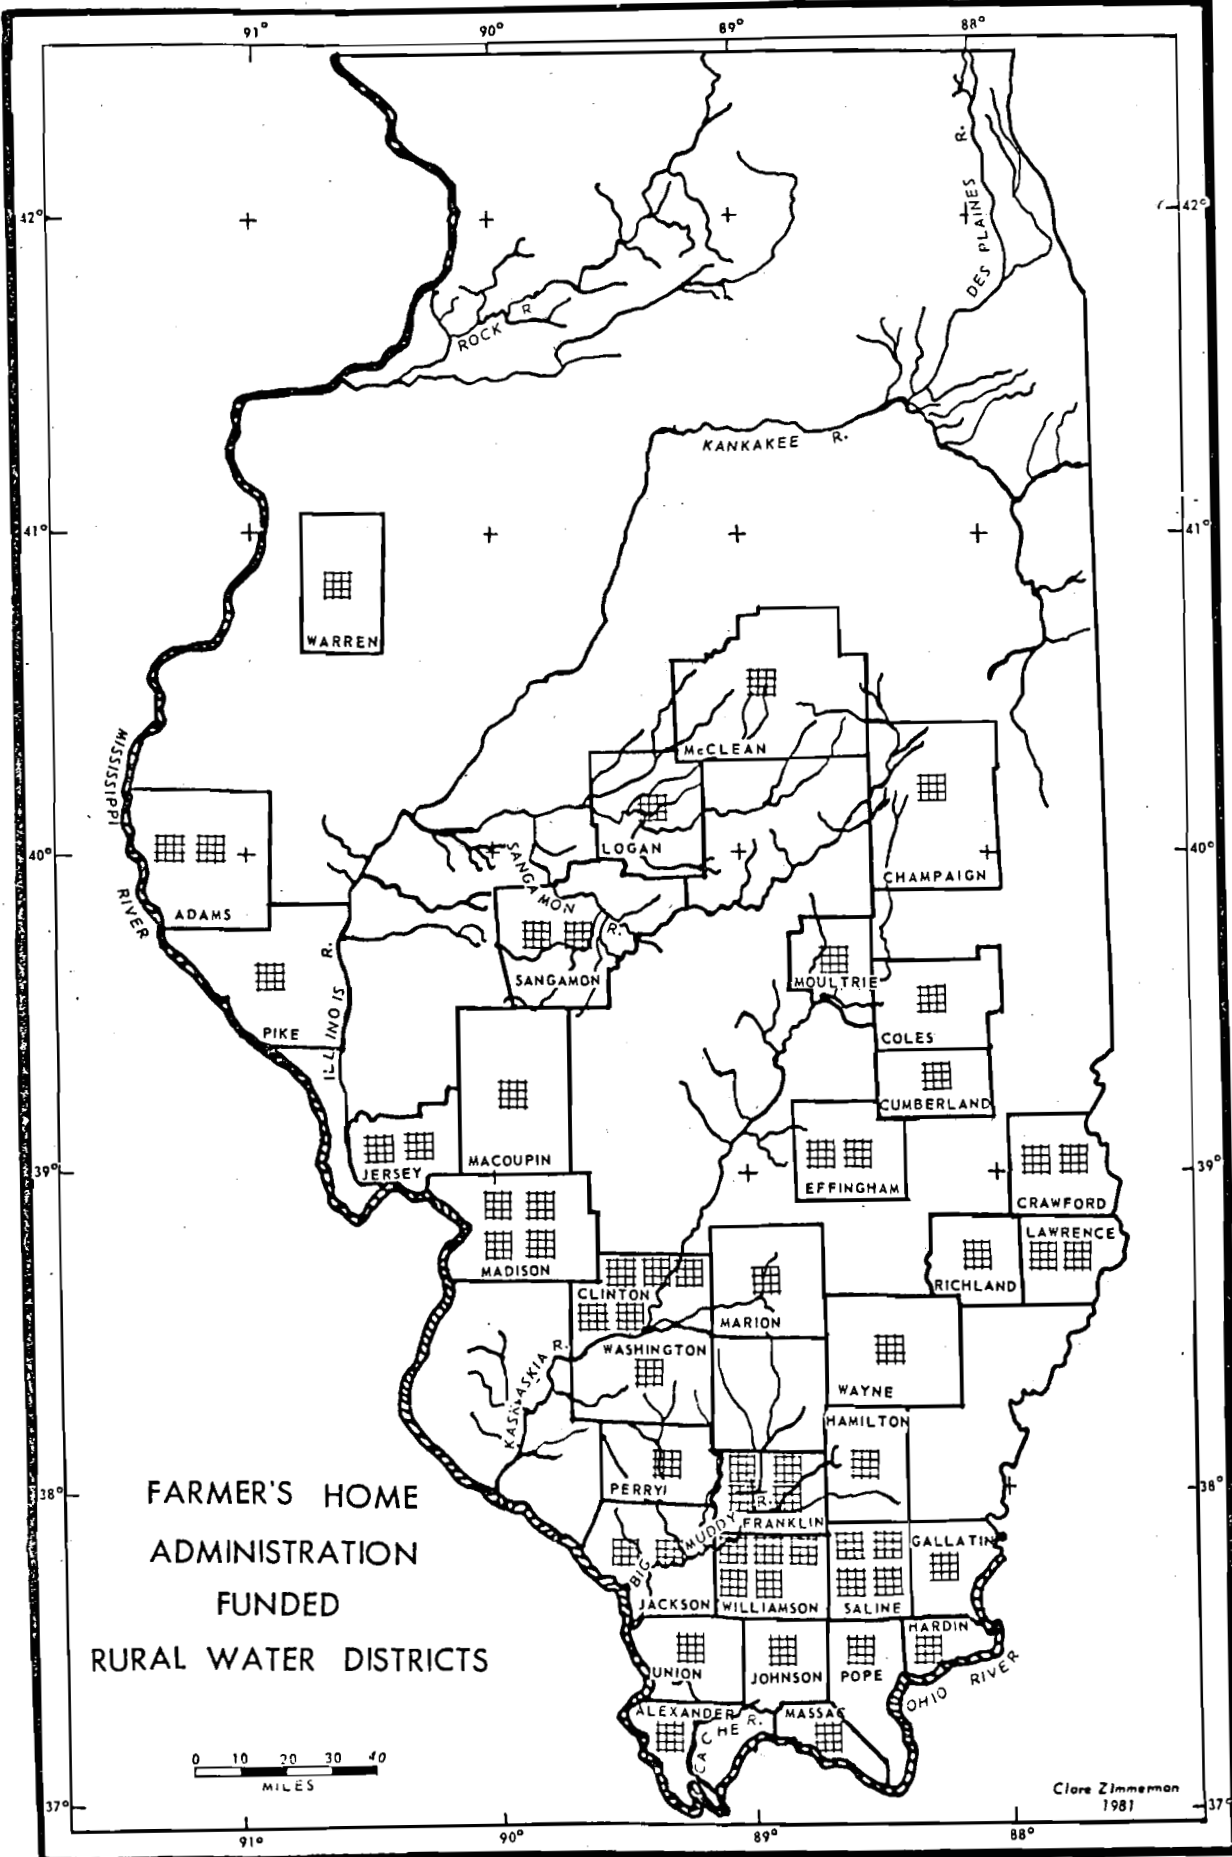 91° 90° 89° 88°
42° 42°
DES PLAINES R.
ROCK R
KANKAKEE R.
41° 41°
WARREN
McCLEAN
MISSISSIPPI RIVER
LOGAN
40° 40°
SANGAMON R.
CHAMPAIGN
ADAMS
SANGAMON
MOULTRIE
PIKE
ILLINOIS R.
COLES
CUMBERLAND
JERSEY
MACOUPIN
39° 39°
EFFINGHAM
CRAWFORD
LAWRENCE
MADISON
RICHLAND
CLINTON
MARION
WASHINGTON
KASKASKIA R.
WAYNE
HAMILTON
PERRY
38° 38°
FARMER'S HOME
ADMINISTRATION
FUNDED
RURAL WATER DISTRICTS
BIG MUDDY R.
FRANKLIN
GALLATIN
JACKSON
WILLIAMSON
SALINE
HARDIN
UNION
JOHNSON
POPE
OHIO RIVER
ALEXANDER
CACHE R.
MASSAC
0 10 20 30 40
MILES
Clare Zimmerman
1981
37° 37°
91° 90° 89° 88°